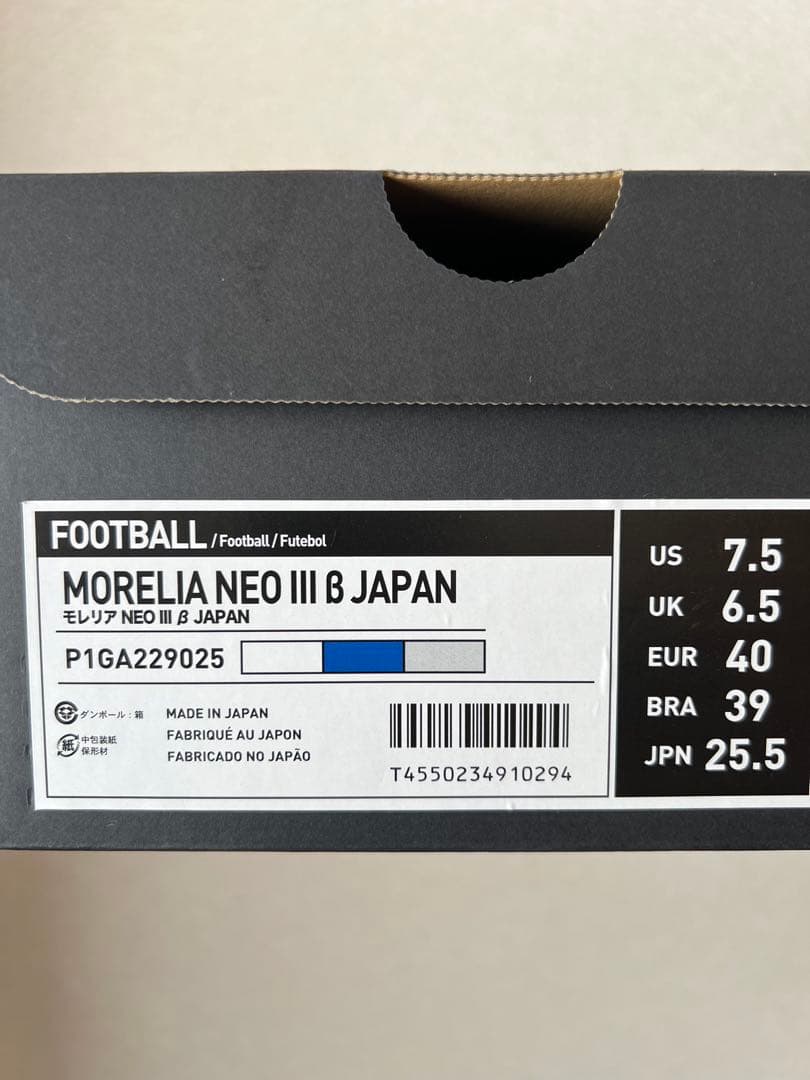 FOOTBALL / Football / Futebol
MORELIA NEO III β JAPAN
モレリア NEO III β JAPAN
P1GA229025
ダンボール : 箱
紙
中包装紙
保形材
MADE IN JAPAN
FABRIQUÉ AU JAPON
FABRICADO NO JAPÃO
T4550234910294
US 7.5
UK 6.5
EUR 40
BRA 39
JPN 25.5